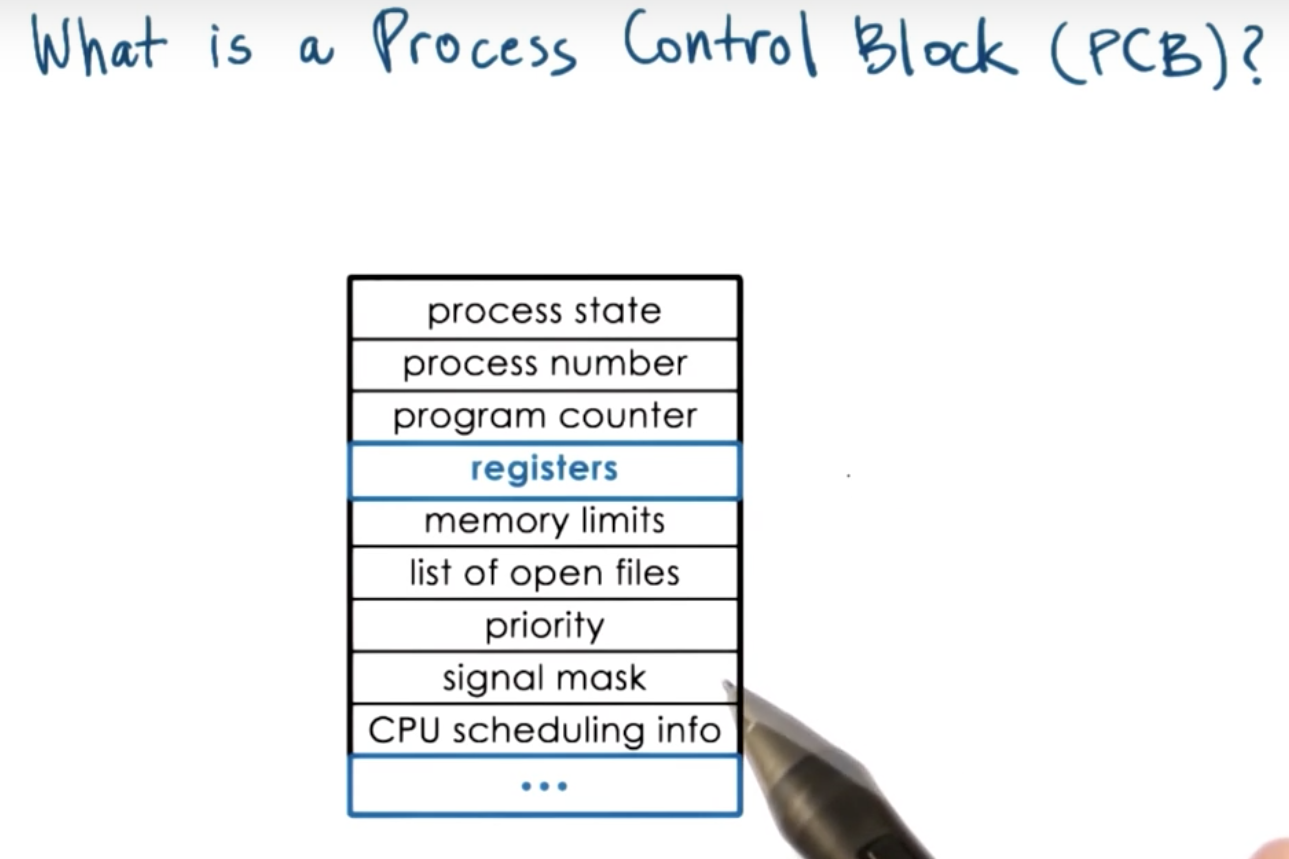 What is a Process Control Block (PCB)?
process state
process number
program counter
registers
memory limits
list of open files
priority
signal mask
CPU scheduling info
...